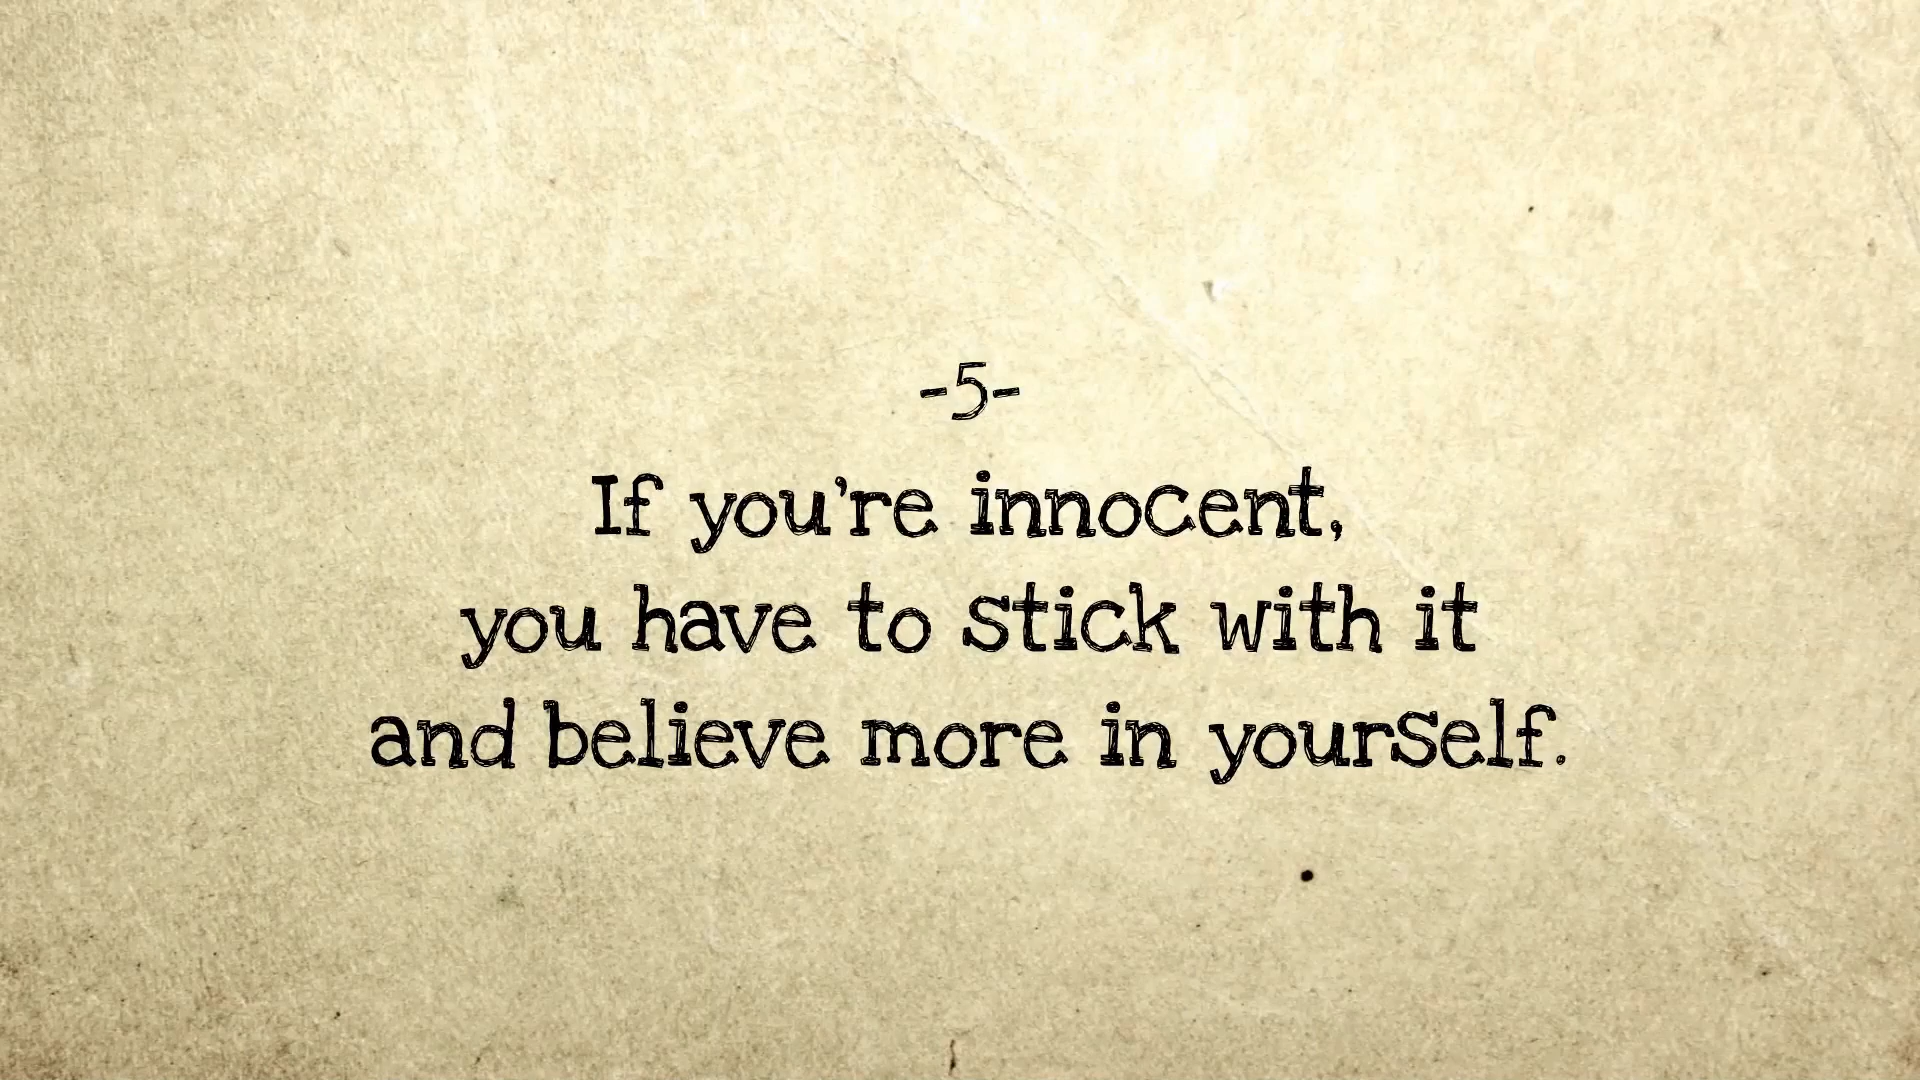 -5-
If you're innocent,
you have to stick with it
and believe more in yourself.